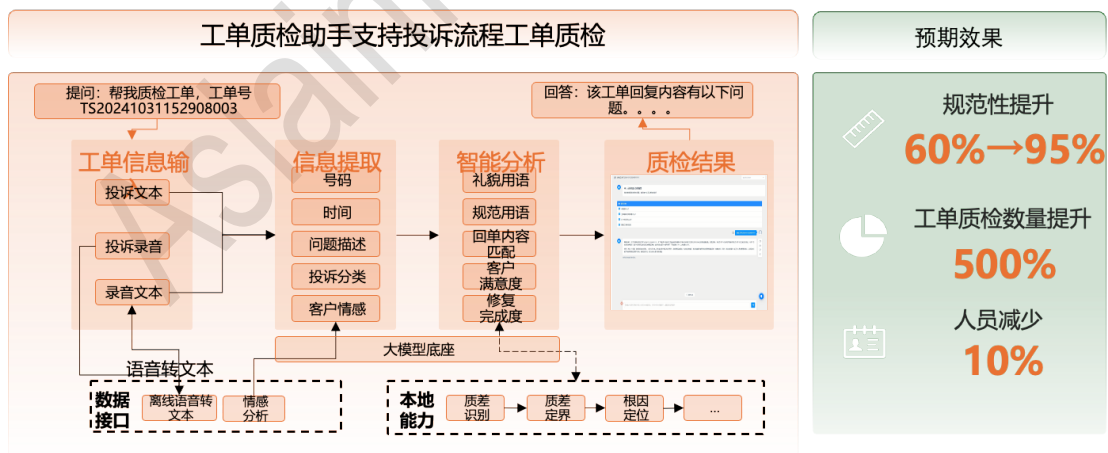 工单质检助手支持投诉流程工单质检
预期效果
提问：帮我质检工单，工单号
TS20241031152908003
回答：该工单回复内容有以下问
题。。。。
工单信息输
投诉文本
投诉录音
录音文本
信息提取
号码
时间
问题描述
投诉分类
客户情感
智能分析
礼貌用语
规范用语
回单内容
匹配
客户
满意度
修复
完成度
质检结果
大模型底座
语音转文本
数据
接口
离线语音转
文本
情感
分析
本地
能力
质差
识别
质差
定界
根因
定位
...
规范性提升
60%→95%
工单质检数量提升
500%
人员减少
10%